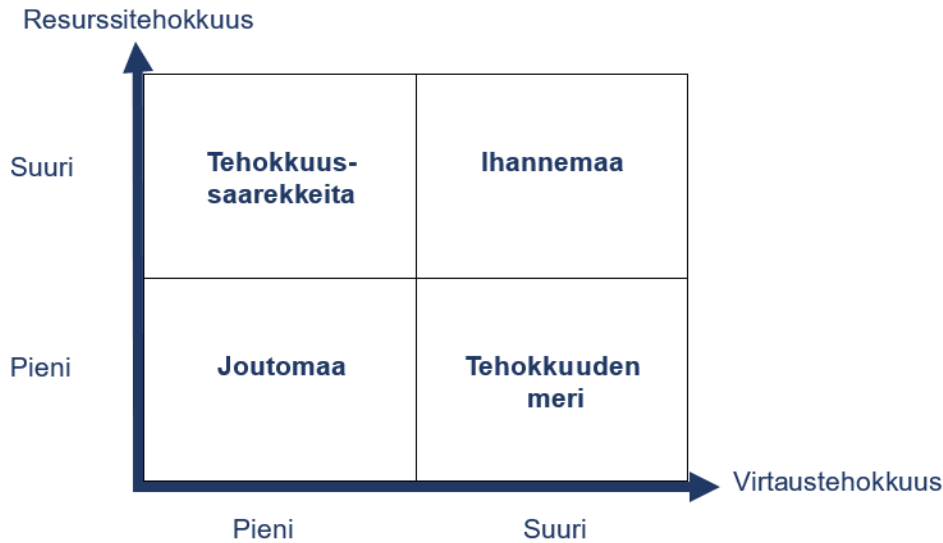 Resurssitehokkuus
Suuri
Tehokkuus-
saarekkeita
Ihannemaa
Pieni
Joutomaa
Tehokkuuden
meri
Virtaustehokkuus
Pieni
Suuri